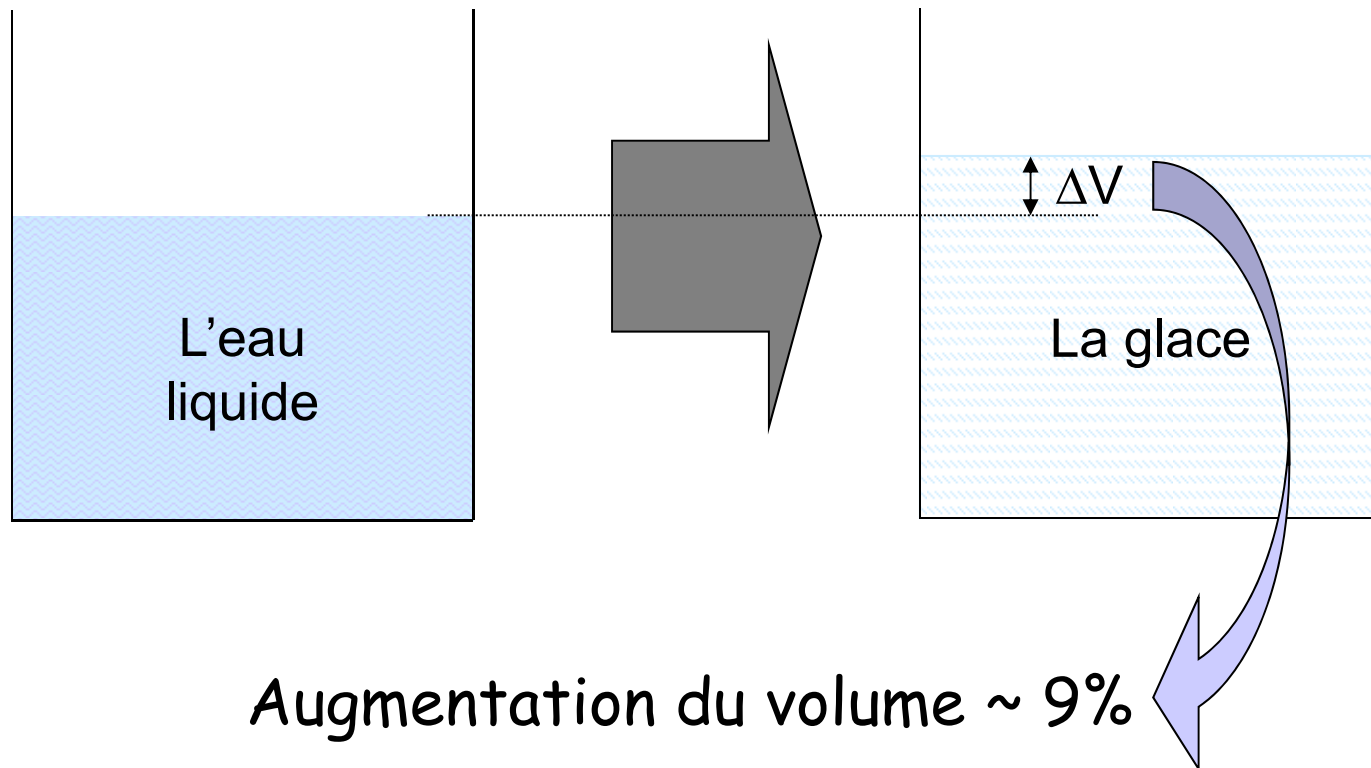 ΔV
L’eau
liquide
La glace
Augmentation du volume ~ 9%